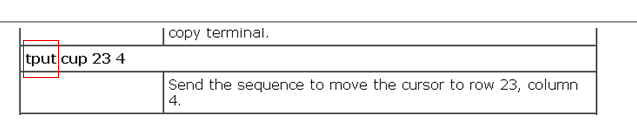 copy terminal.
tput cup 23 4
Send the sequence to move the cursor to row 23, column
4.